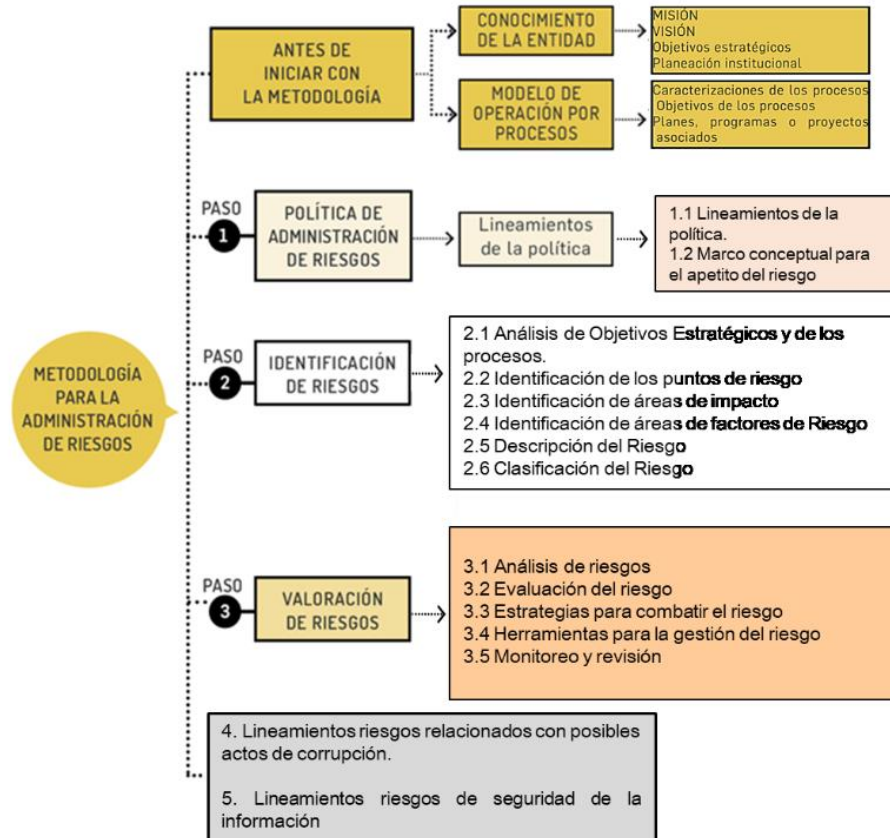 ANTES DE
INICIAR CON
LA METODOLOGÍA
CONOCIMIENTO
DE LA ENTIDAD
MISIÓN
VISIÓN
Objetivos estratégicos
Planeación institucional
MODELO DE
OPERACIÓN POR
PROCESOS
Caracterizaciones de los procesos
Objetivos de los procesos
Planes, programas o proyectos
asociados
PASO
1
POLÍTICA DE
ADMINISTRACIÓN
DE RIESGOS
Lineamientos
de la política
1.1 Lineamientos de la
política.
1.2 Marco conceptual para
el apetito del riesgo
METODOLOGÍA
PARA LA
ADMINISTRACIÓN
DE RIESGOS
PASO
2
IDENTIFICACIÓN
DE RIESGOS
2.1 Análisis de Objetivos Estratégicos y de los
procesos.
2.2 Identificación de los puntos de riesgo
2.3 Identificación de áreas de impacto
2.4 Identificación de áreas de factores de Riesgo
2.5 Descripción del Riesgo
2.6 Clasificación del Riesgo
PASO
3
VALORACIÓN
DE RIESGOS
3.1 Análisis de riesgos
3.2 Evaluación del riesgo
3.3 Estrategias para combatir el riesgo
3.4 Herramientas para la gestión del riesgo
3.5 Monitoreo y revisión
4. Lineamientos riesgos relacionados con posibles
actos de corrupción.
5. Lineamientos riesgos de seguridad de la
información